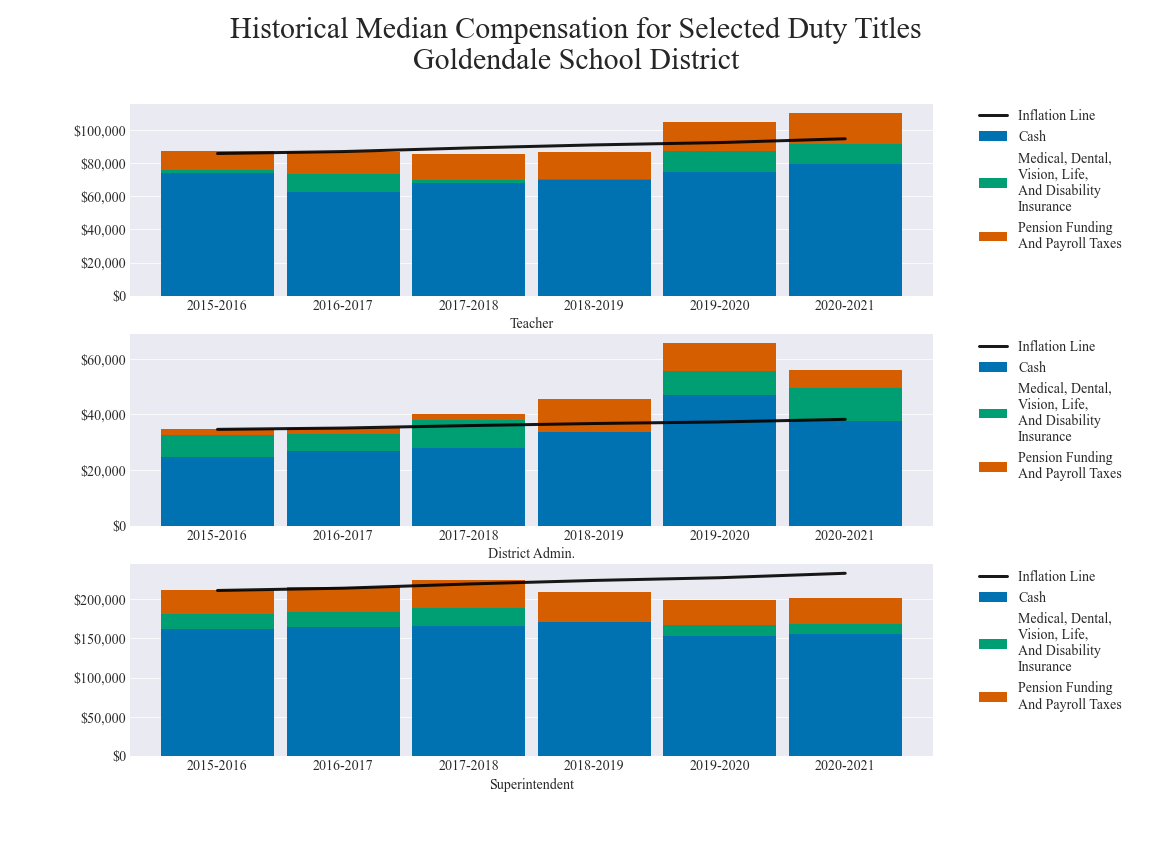 Historical Median Compensation for Selected Duty Titles
Goldendale School District
$100,000
$80,000
$60,000
$40,000
$20,000
$0
2015-2016
2016-2017
2017-2018
2018-2019
2019-2020
2020-2021
Teacher
Inflation Line
Cash
Medical, Dental,
Vision, Life,
And Disability
Insurance
Pension Funding
And Payroll Taxes
$60,000
$40,000
$20,000
$0
2015-2016
2016-2017
2017-2018
2018-2019
2019-2020
2020-2021
District Admin.
Inflation Line
Cash
Medical, Dental,
Vision, Life,
And Disability
Insurance
Pension Funding
And Payroll Taxes
$200,000
$150,000
$100,000
$50,000
$0
2015-2016
2016-2017
2017-2018
2018-2019
2019-2020
2020-2021
Superintendent
Inflation Line
Cash
Medical, Dental,
Vision, Life,
And Disability
Insurance
Pension Funding
And Payroll Taxes